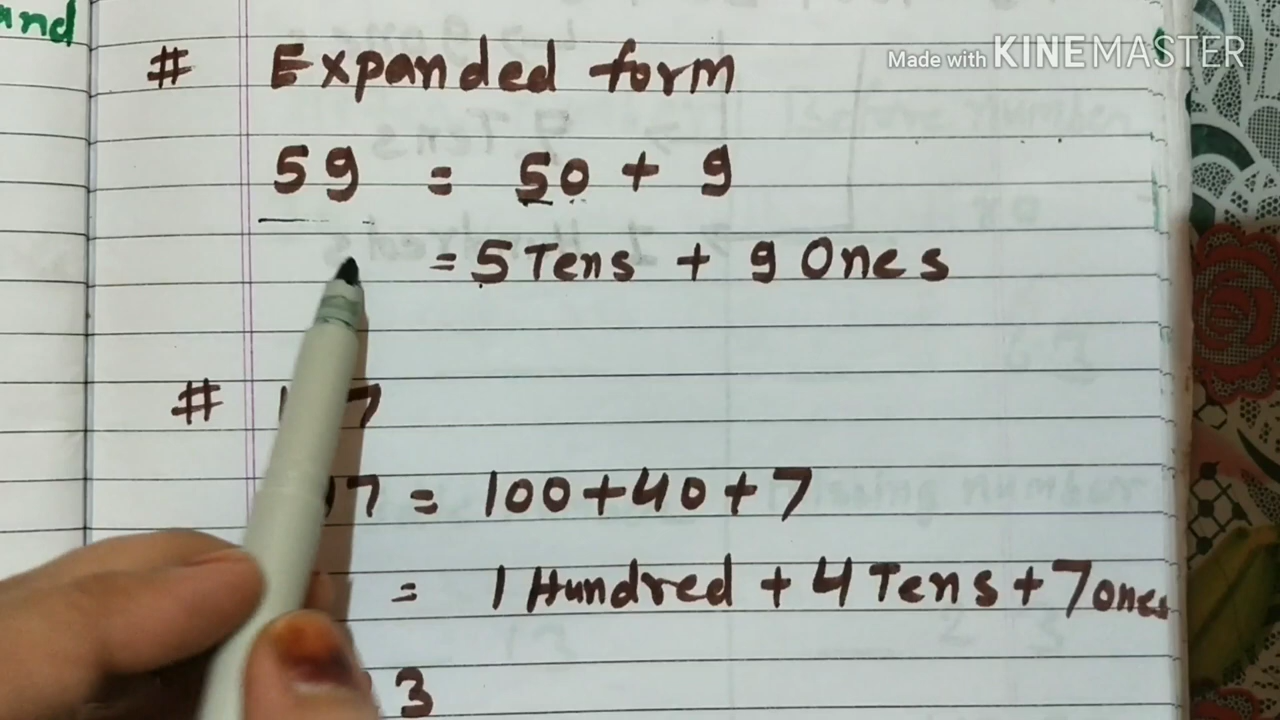 and
Made with KINEMASTER
# Expanded form
59 = 50 + 9
= 5 Tens + 9 Ones
# 7
47 = 100 + 40 + 7
= 1 Hundred + 4 Tens + 7 ones
3